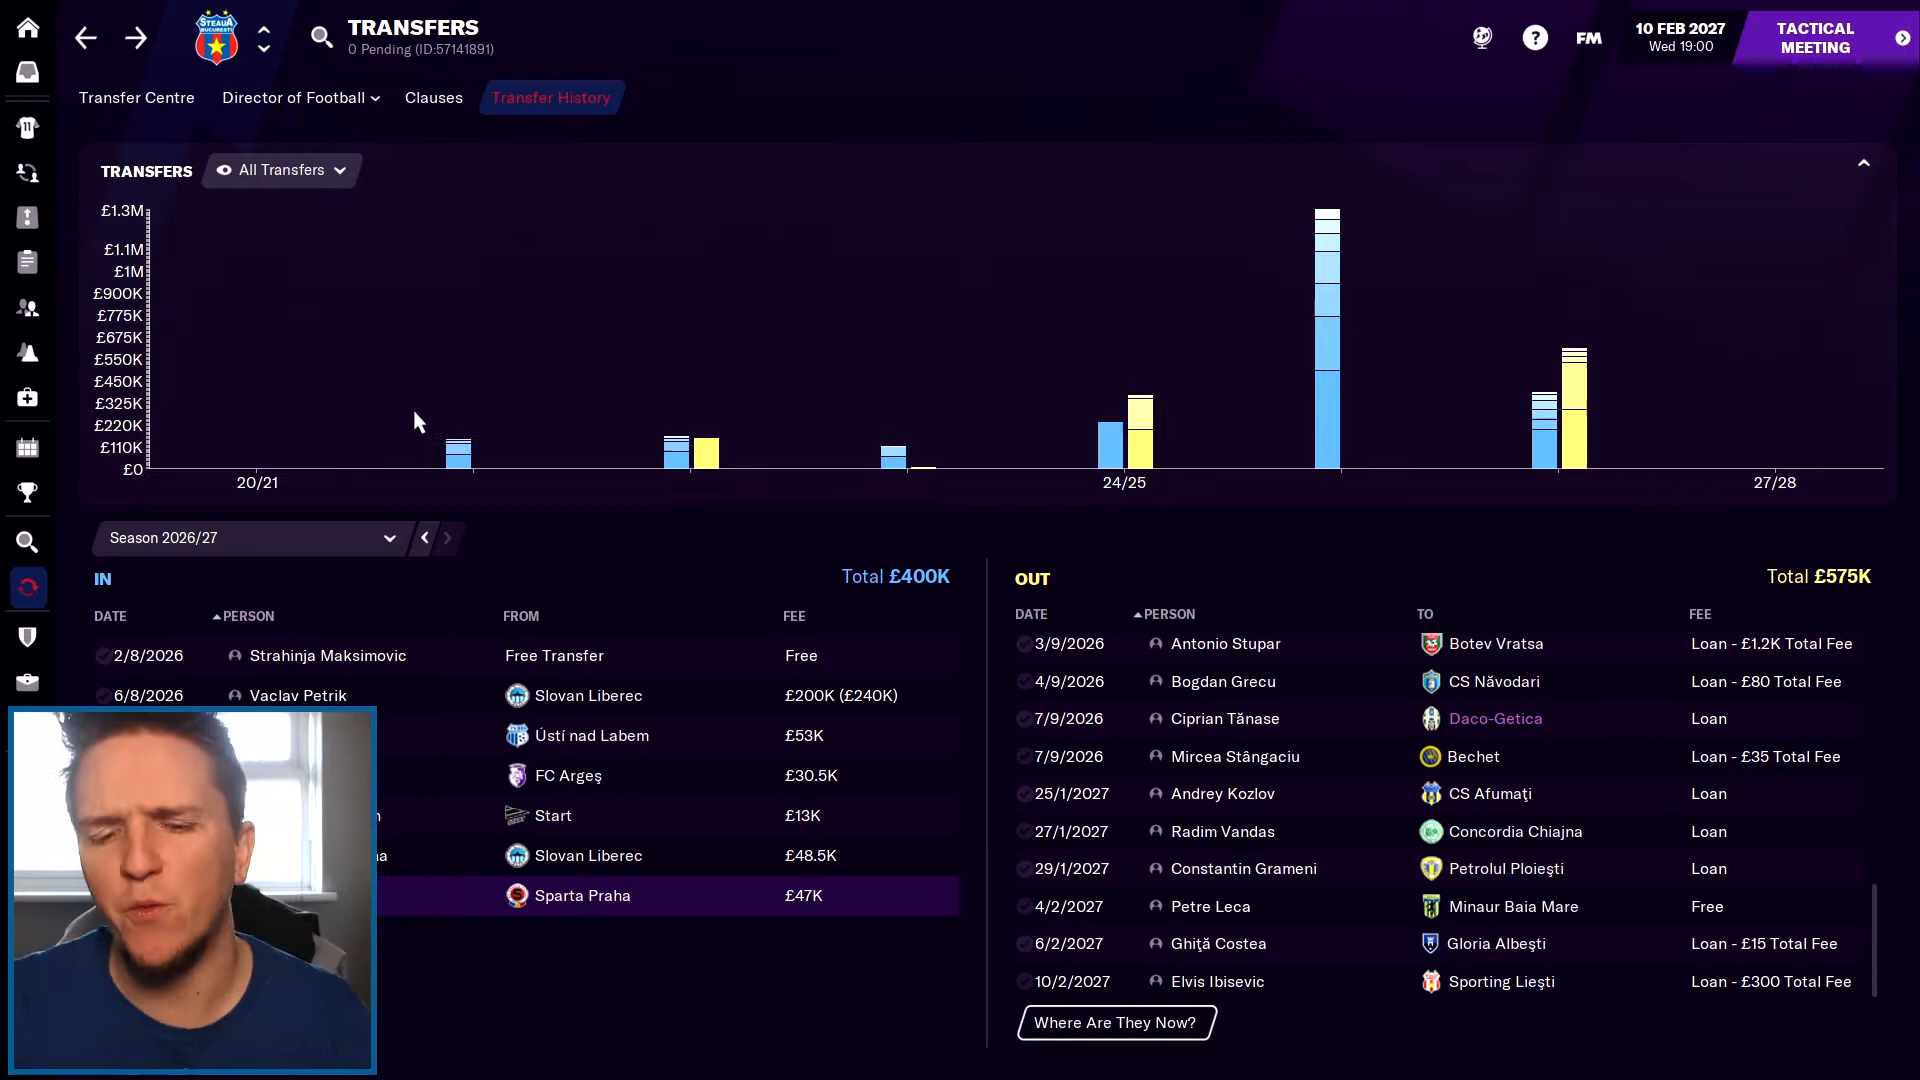 TRANSFERS
0 Pending (ID:57141891)
10 FEB 2027
Wed 19:00
TACTICAL
MEETING
FM
STEAUA
BUCURESTI
Transfer Centre
Director of Football
Clauses
Transfer History
TRANSFERS
All Transfers
£1.3M
£1.1M
£1M
£900K
£775K
£675K
£550K
£450K
£325K
£220K
£110K
£0
20/21
24/25
27/28
Season 2026/27
IN
Total £400K
DATE PERSON FROM FEE
2/8/2026 Strahinja Maksimovic Free Transfer Free
6/8/2026 Vaclav Petrik Slovan Liberec £200K (£240K)
Ústí nad Labem £53K
FC Argeş £30.5K
Start £13K
Slovan Liberec £48.5K
Sparta Praha £47K
OUT
Total £575K
DATE PERSON TO FEE
3/9/2026 Antonio Stupar Botev Vratsa Loan - £1.2K Total Fee
4/9/2026 Bogdan Grecu CS Năvodari Loan - £80 Total Fee
7/9/2026 Ciprian Tănase Daco-Getica Loan
7/9/2026 Mircea Stângaciu Bechet Loan - £35 Total Fee
25/1/2027 Andrey Kozlov CS Afumaţi Loan
27/1/2027 Radim Vandas Concordia Chiajna Loan
29/1/2027 Constantin Grameni Petrolul Ploieşti Loan
4/2/2027 Petre Leca Minaur Baia Mare Free
6/2/2027 Ghiţă Costea Gloria Albeşti Loan - £15 Total Fee
10/2/2027 Elvis Ibisevic Sporting Lieşti Loan - £300 Total Fee
Where Are They Now?